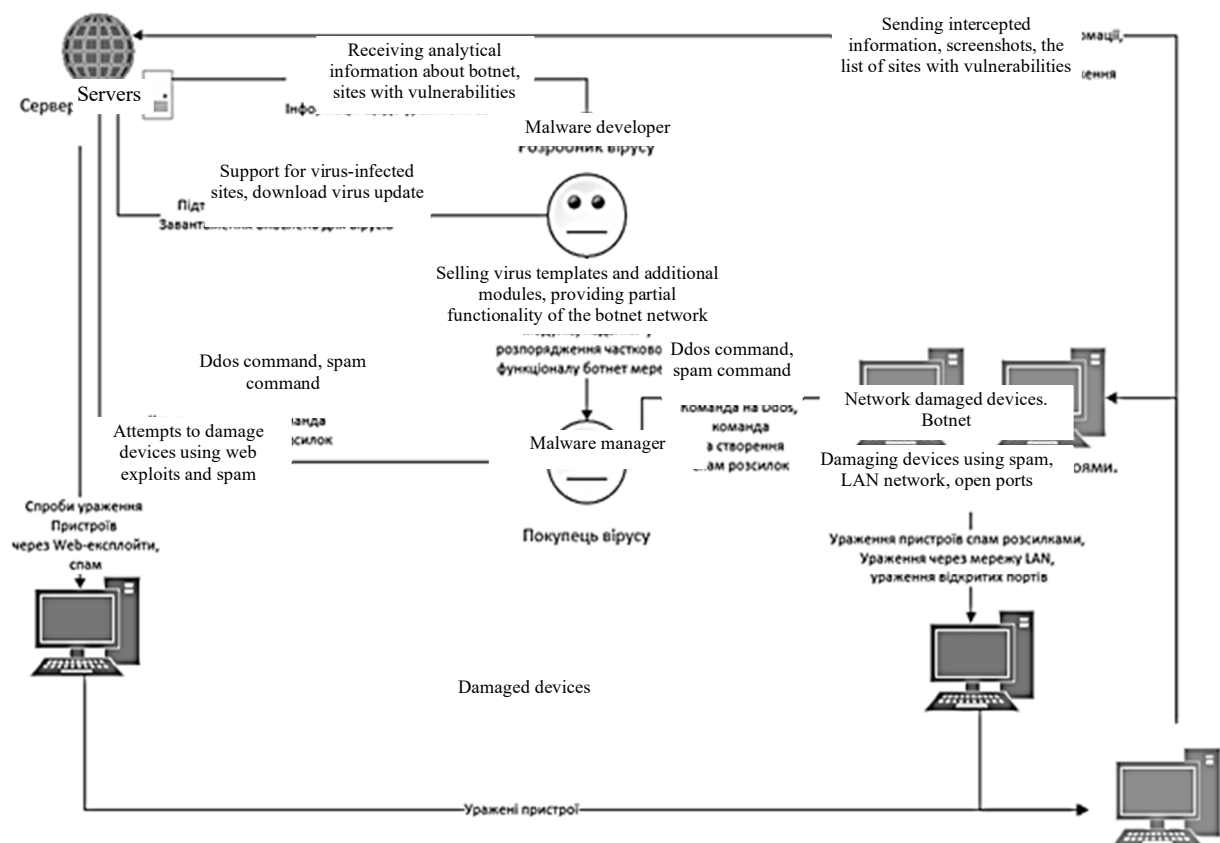 Sending intercepted
information, screenshots, the
list of sites with vulnerabilities
Receiving analytical
information about botnet,
sites with vulnerabilities
Servers
Сервер
Malware developer
Розробник вірусу
Support for virus-infected
sites, download virus update
Selling virus templates and additional
modules, providing partial
functionality of the botnet network
розпорядження частково
функціоналу ботнет мере
Ddos command, spam
command
Ddos command,
spam command
Команда на Ddos,
команда
а створення
ам розсилок
Network damaged devices.
Botnet
Attempts to damage
devices using web
exploits and spam
Malware manager
Damaging devices using spam,
LAN network, open ports
Спроби ураження
Пристроїв
через Web-експлойти,
спам
Покупець вірусу
Ураження пристроїв спам розсилками,
Ураження через мережу LAN,
ураження відкритих портів
Damaged devices
Уражені пристрої